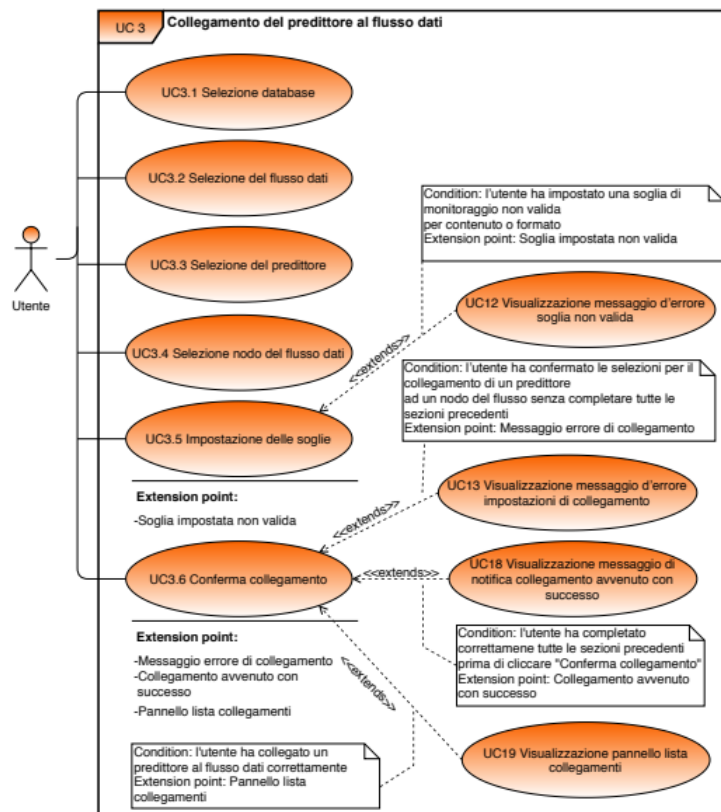 UC 3
Collegamento del predittore al flusso dati
UC3.1 Selezione database
UC3.2 Selezione del flusso dati
Condition: l'utente ha impostato una soglia di
monitoraggio non valida
per contenuto o formato
Extension point: Soglia impostata non valida
Utente
UC3.3 Selezione del predittore
UC12 Visualizzazione messaggio d'errore
soglia non valida
UC3.4 Selezione nodo del flusso dati
<<extends>>
Condition: l'utente ha confermato le selezioni per il
collegamento di un predittore
ad un nodo del flusso senza completare tutte le
sezioni precedenti
Extension point: Messaggio errore di collegamento
UC3.5 Impostazione delle soglie
Extension point:
-Soglia impostata non valida
UC13 Visualizzazione messaggio d'errore
impostazioni di collegamento
<<extends>>
UC3.6 Conferma collegamento
<<extends>>
UC18 Visualizzazione messaggio di
notifica collegamento avvenuto con
successo
Extension point:
-Messaggio errore di collegamento
-Collegamento avvenuto con
successo
-Pannello lista collegamenti
<<extends>>
Condition: l'utente ha completato
correttamene tutte le sezioni precedenti
prima di cliccare "Conferma collegamento"
Extension point: Collegamento avvenuto
con successo
Condition: l'utente ha collegato un
predittore al flusso dati correttamente
Extension point: Pannello lista
collegamenti
UC19 Visualizzazione pannello lista
collegamenti